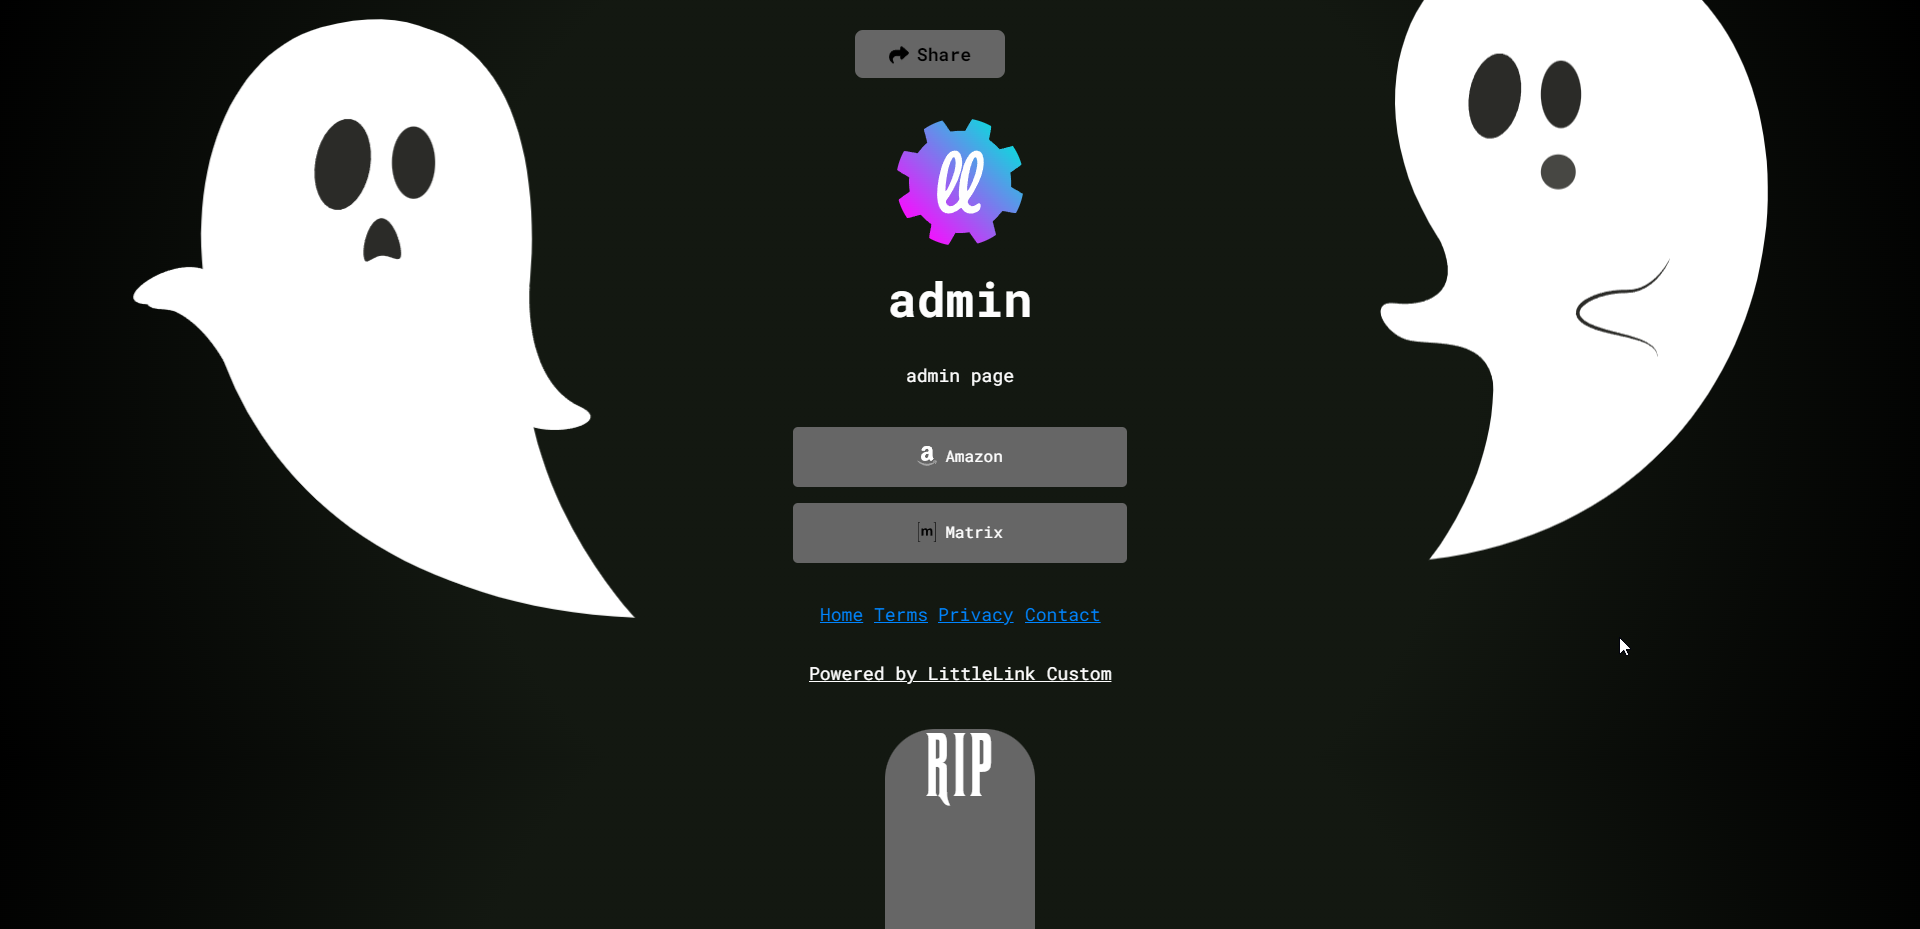 Share
ll
admin
admin page
a Amazon
[m] Matrix
Home Terms Privacy Contact
Powered by LittleLink Custom
RIP